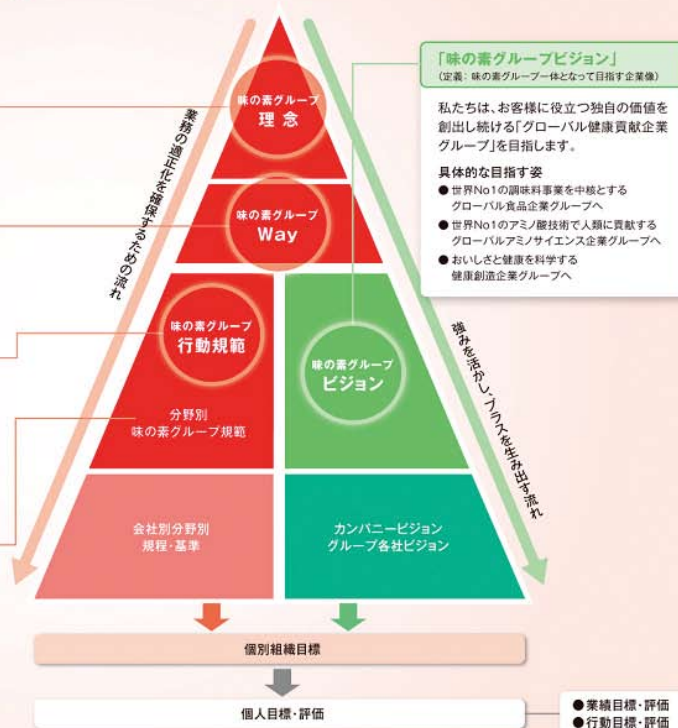 味の素グループ
理 念
味の素グループ
Way
味の素グループ
行動規範
分野別
味の素グループ規範
会社別分野別
規程・基準
味の素グループ
ビジョン
カンパニービジョン
グループ各社ビジョン
業務の適正化を確保するための流れ
強みを活かし、プラスを生み出す流れ
「味の素グループビジョン」
(定義: 味の素グループ一体となって目指す企業像)
私たちは、お客様に役立つ独自の価値を
創出し続ける「グローバル健康貢献企業
グループ」を目指します。
具体的な目指す姿
● 世界No1の調味料事業を中核とする
グローバル食品企業グループへ
● 世界No1のアミノ酸技術で人類に貢献する
グローバルアミノサイエンス企業グループへ
● おいしさと健康を科学する
健康創造企業グループへ
個別組織目標
個人目標・評価
●業績目標・評価
●行動目標・評価